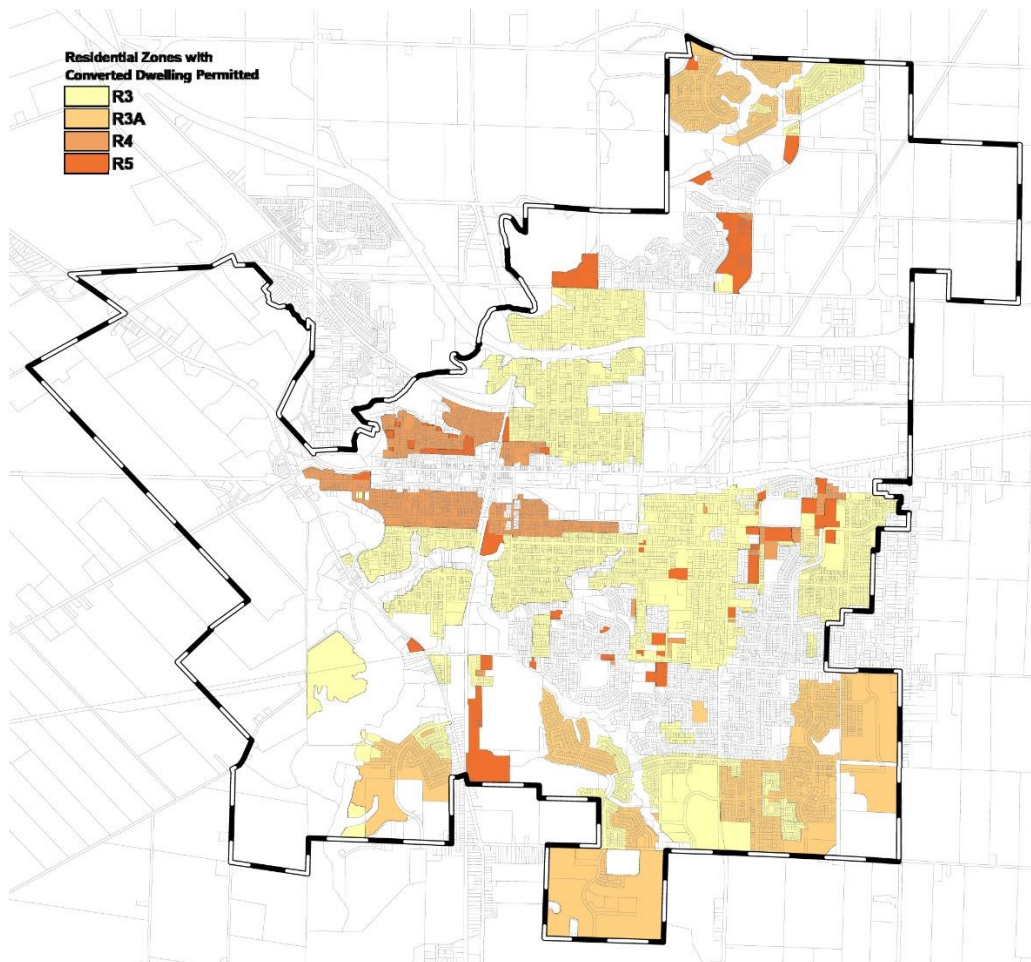 Residential Zones with
Converted Dwelling Permitted
R3
R3A
R4
R5